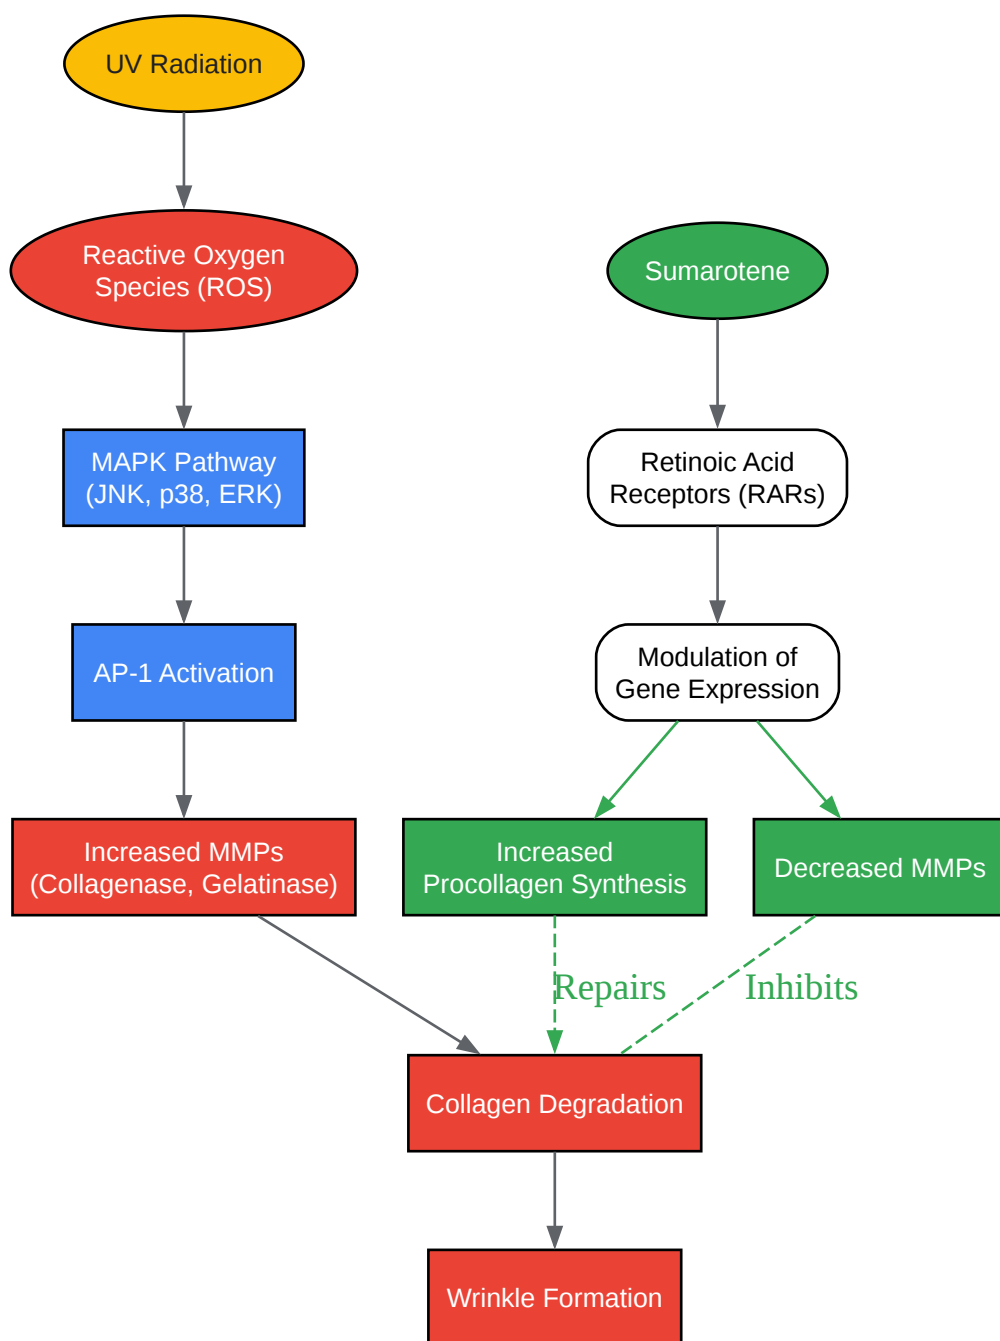 UV Radiation
Reactive Oxygen
Species (ROS)
Sumarotene
MAPK Pathway
(JNK, p38, ERK)
Retinoic Acid
Receptors (RARs)
AP-1 Activation
Modulation of
Gene Expression
Increased MMPs
(Collagenase, Gelatinase)
Increased
Procollagen Synthesis
Decreased MMPs
Repairs
Inhibits
Collagen Degradation
Wrinkle Formation